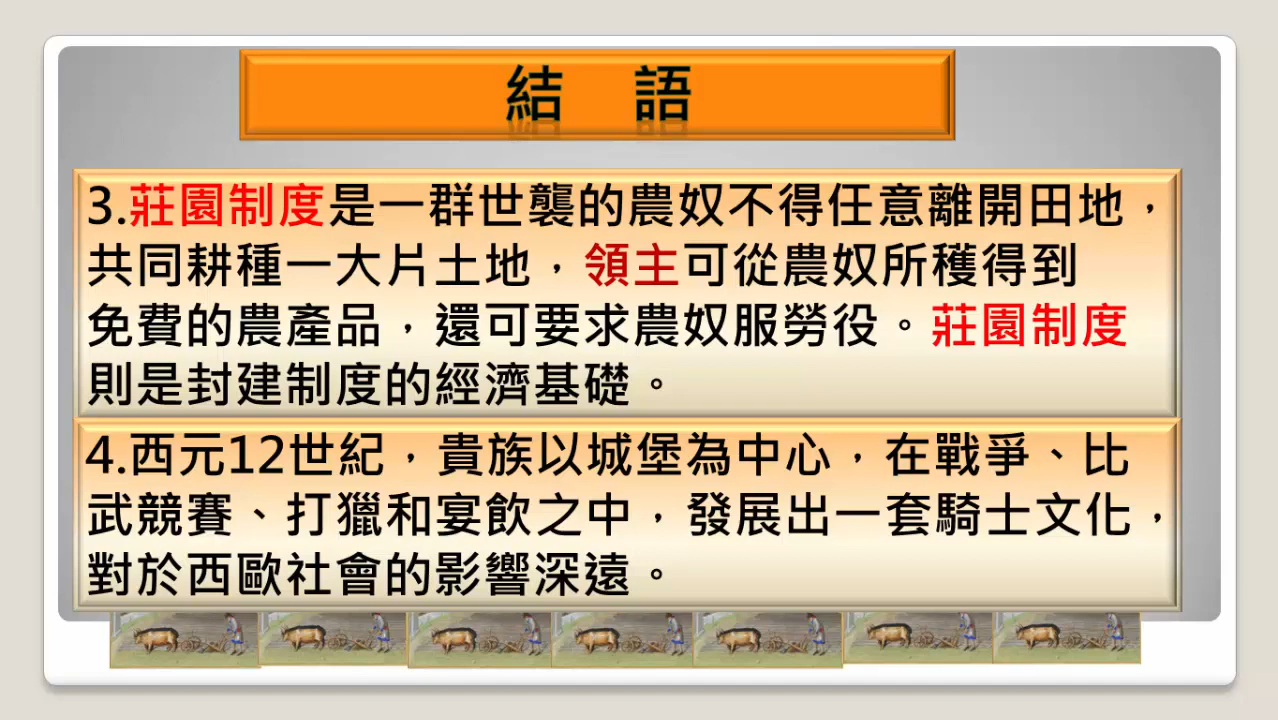 結 語
3.莊園制度是一群世襲的農奴不得任意離開田地，
共同耕種一大片土地，領主可從農奴所獲得到
免費的農產品，還可要求農奴服勞役。莊園制度
則是封建制度的經濟基礎。
4.西元12世紀，貴族以城堡為中心，在戰爭、比
武競賽、打獵和宴飲之中，發展出一套騎士文化，
對於西歐社會的影響深遠。